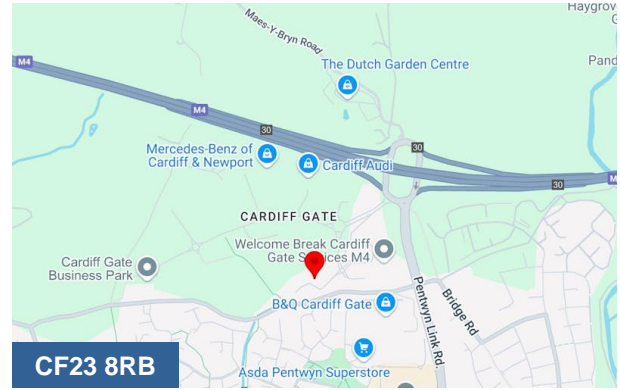 Haygrove
G
Maes-Y-Bryn Road
Pand
The Dutch Garden Centre
M4
M4
30
30
Mercedes-Benz of
Cardiff & Newport
Cardiff Audi
30
M4
CARDIFF GATE
Welcome Break Cardiff
Gate Services M4
Cardiff Gate
Business Park
B&Q Cardiff Gate
Pentwyn Link Rd.
Bridge Rd
Asda Pentwyn Superstore
CF23 8RB